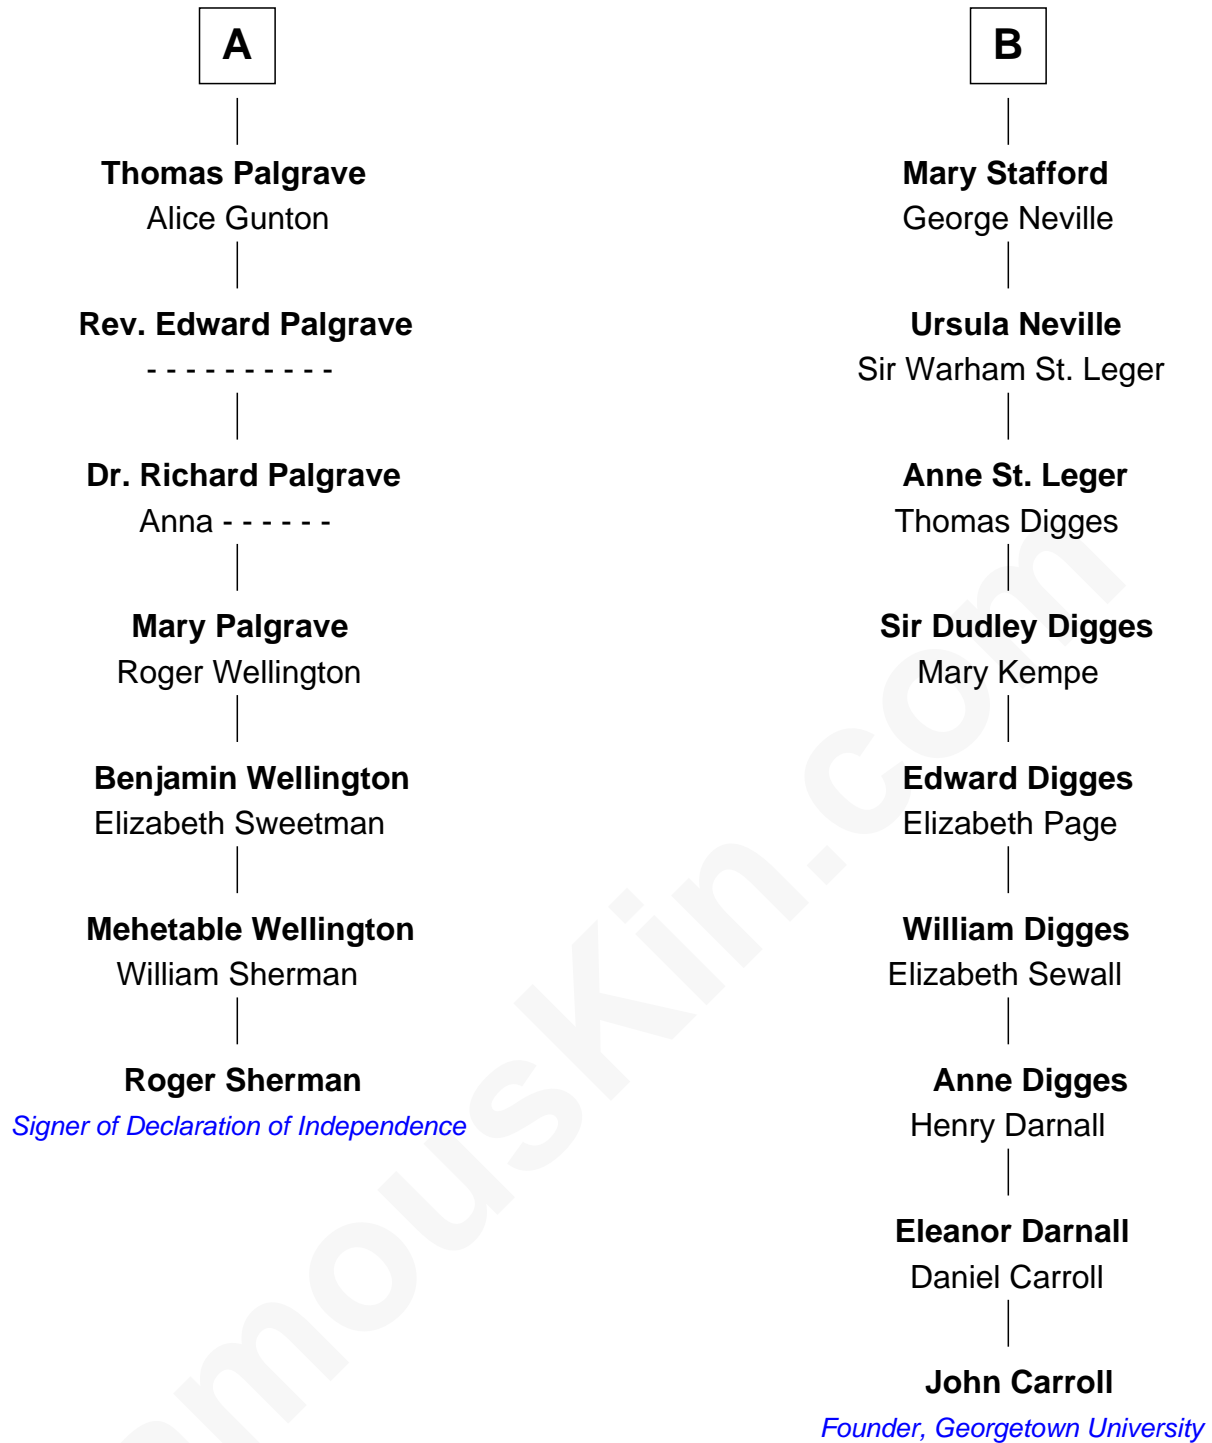 A
Thomas Palgrave
Alice Gunton
Rev. Edward Palgrave
- - - - - - - - - -
Dr. Richard Palgrave
Anna - - - - - -
Mary Palgrave
Roger Wellington
Benjamin Wellington
Elizabeth Sweetman
Mehetable Wellington
William Sherman
Roger Sherman
Signer of Declaration of Independence
B
Mary Stafford
George Neville
Ursula Neville
Sir Warham St. Leger
Anne St. Leger
Thomas Digges
Sir Dudley Digges
Mary Kempe
Edward Digges
Elizabeth Page
William Digges
Elizabeth Sewall
Anne Digges
Henry Darnall
Eleanor Darnall
Daniel Carroll
John Carroll
Founder, Georgetown University
amousKin.com